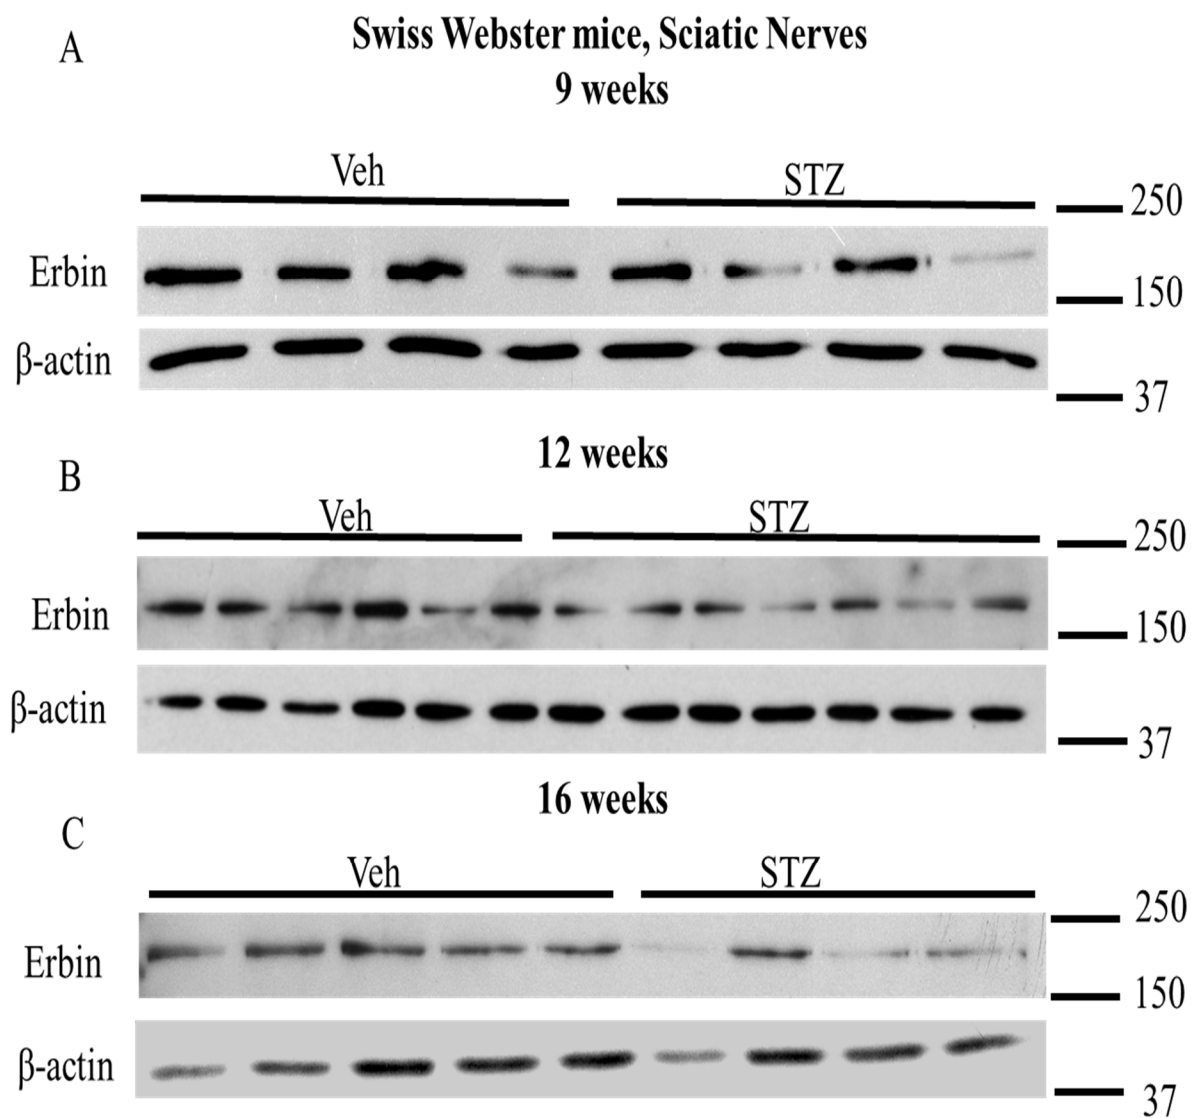 A
Swiss Webster mice, Sciatic Nerves
9 weeks
Veh
STZ
250
Erbin
150
β-actin
37
12 weeks
B
Veh
STZ
250
Erbin
150
β-actin
37
16 weeks
C
Veh
STZ
250
Erbin
150
β-actin
37